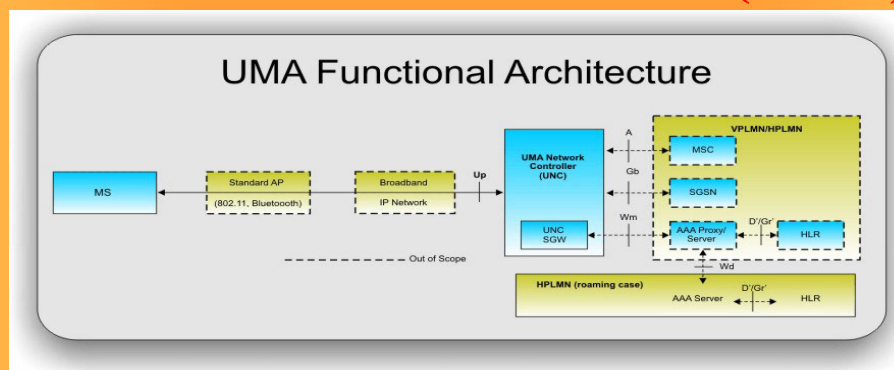 UMA Functional Architecture
VPLMN/HPLMN
A
UMA Network
Controller
(UNC)
MSC
Up
Gb
MS
Standard AP
(802.11, Bluetoooth)
Broadband
IP Network
SGSN
Wm
D'/Gr'
UNC
SGW
AAA Proxy/
Server
HLR
Out of Scope
Wd
HPLMN (roaming case)
D'/Gr'
AAA Server
HLR